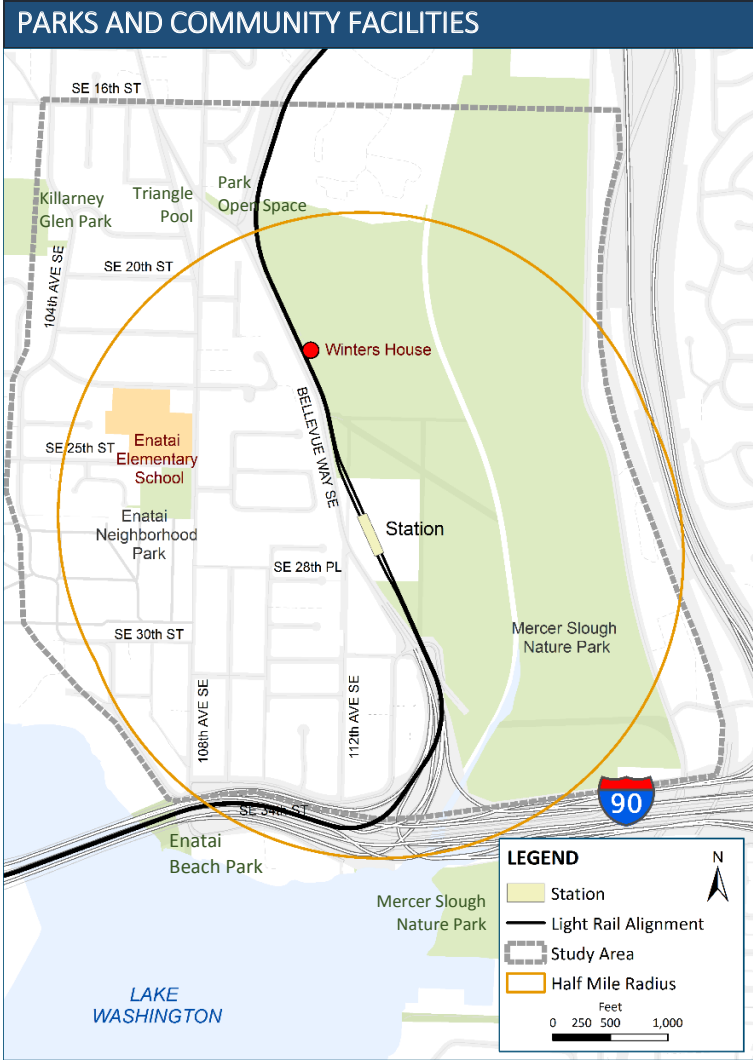 PARKS AND COMMUNITY FACILITIES
SE 16th ST
Killarney
Glen Park
Triangle
Pool
Park
Open Space
104th AVE SE
SE 20th ST
Winters House
BELLEVUE WAY SE
SE 25th ST
Enatai
Elementary
School
Enatai
Neighborhood
Park
Station
SE 28th PL
SE 30th ST
Mercer Slough
Nature Park
108th AVE SE
112th AVE SE
90
SE 34th ST
Enatai
Beach Park
Mercer Slough
Nature Park
LAKE
WASHINGTON
LEGEND
N
Station
Light Rail Alignment
Study Area
Half Mile Radius
Feet
0 250 500 1,000